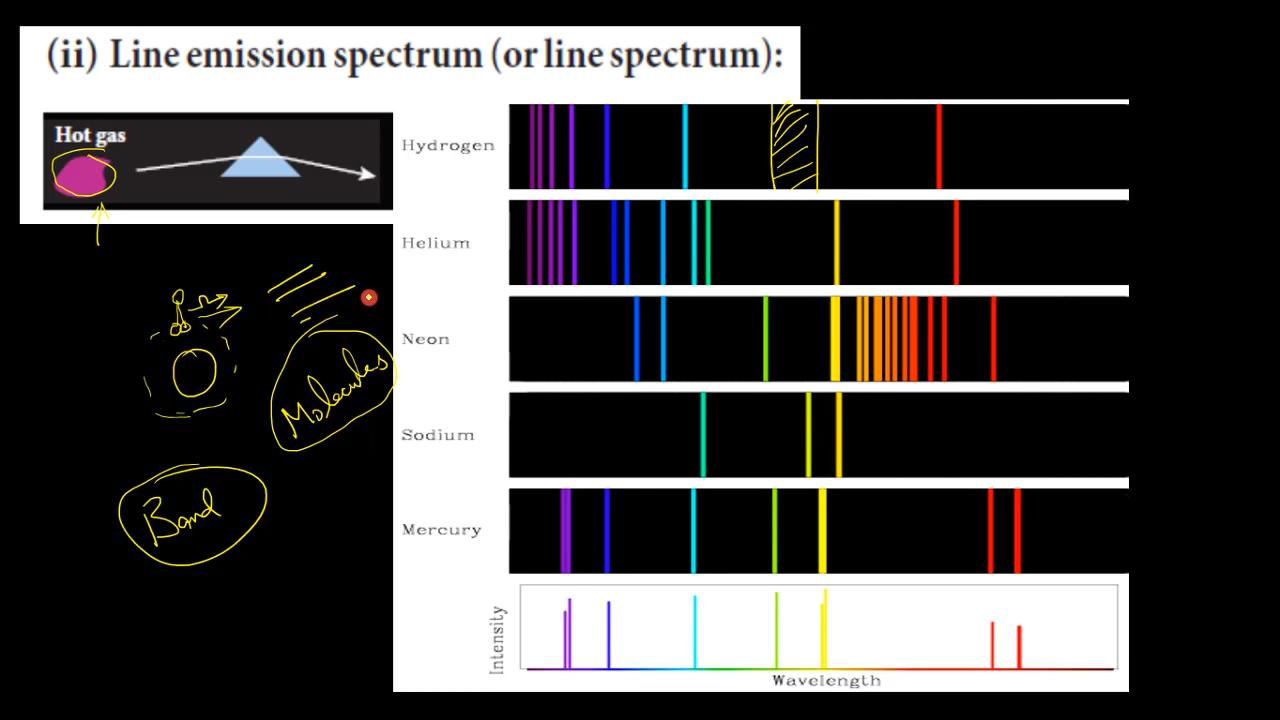 (ii) Line emission spectrum (or line spectrum):
Hot gas
Hydrogen
Helium
Neon
Sodium
Mercury
Intensity
Wavelength
Molecules
Band